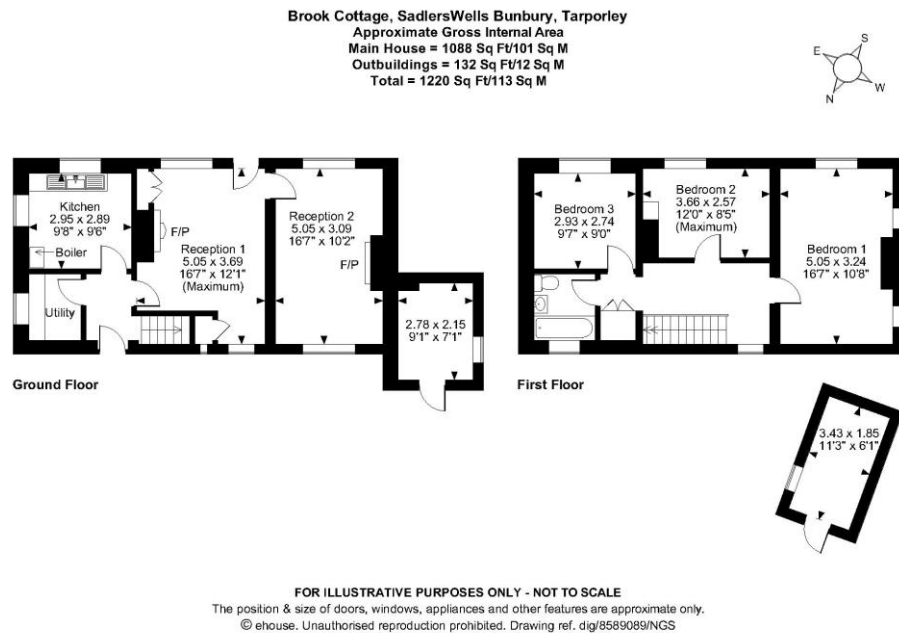 Brook Cottage, SadlersWells Bunbury, Tarporley
Approximate Gross Internal Area
Main House = 1088 Sq Ft/101 Sq M
Outbuildings = 132 Sq Ft/12 Sq M
Total = 1220 Sq Ft/113 Sq M
S
E
W
N
Kitchen
2.95 x 2.89
9'8" x 9'6"
Boiler
Utility
F/P
Reception 1
5.05 x 3.69
16'7" x 12'1"
(Maximum)
Reception 2
5.05 x 3.09
16'7" x 10'2"
F/P
2.78 x 2.15
9'1" x 7'1"
Ground Floor
Bedroom 3
2.93 x 2.74
9'7" x 9'0"
Bedroom 2
3.66 x 2.57
12'0" x 8'5"
(Maximum)
Bedroom 1
5.05 x 3.24
16'7" x 10'8"
First Floor
3.43 x 1.85
11'3" x 6'1"
FOR ILLUSTRATIVE PURPOSES ONLY - NOT TO SCALE
The position & size of doors, windows, appliances and other features are approximate only.
© ehouse. Unauthorised reproduction prohibited. Drawing ref. dig/8589089/NGS